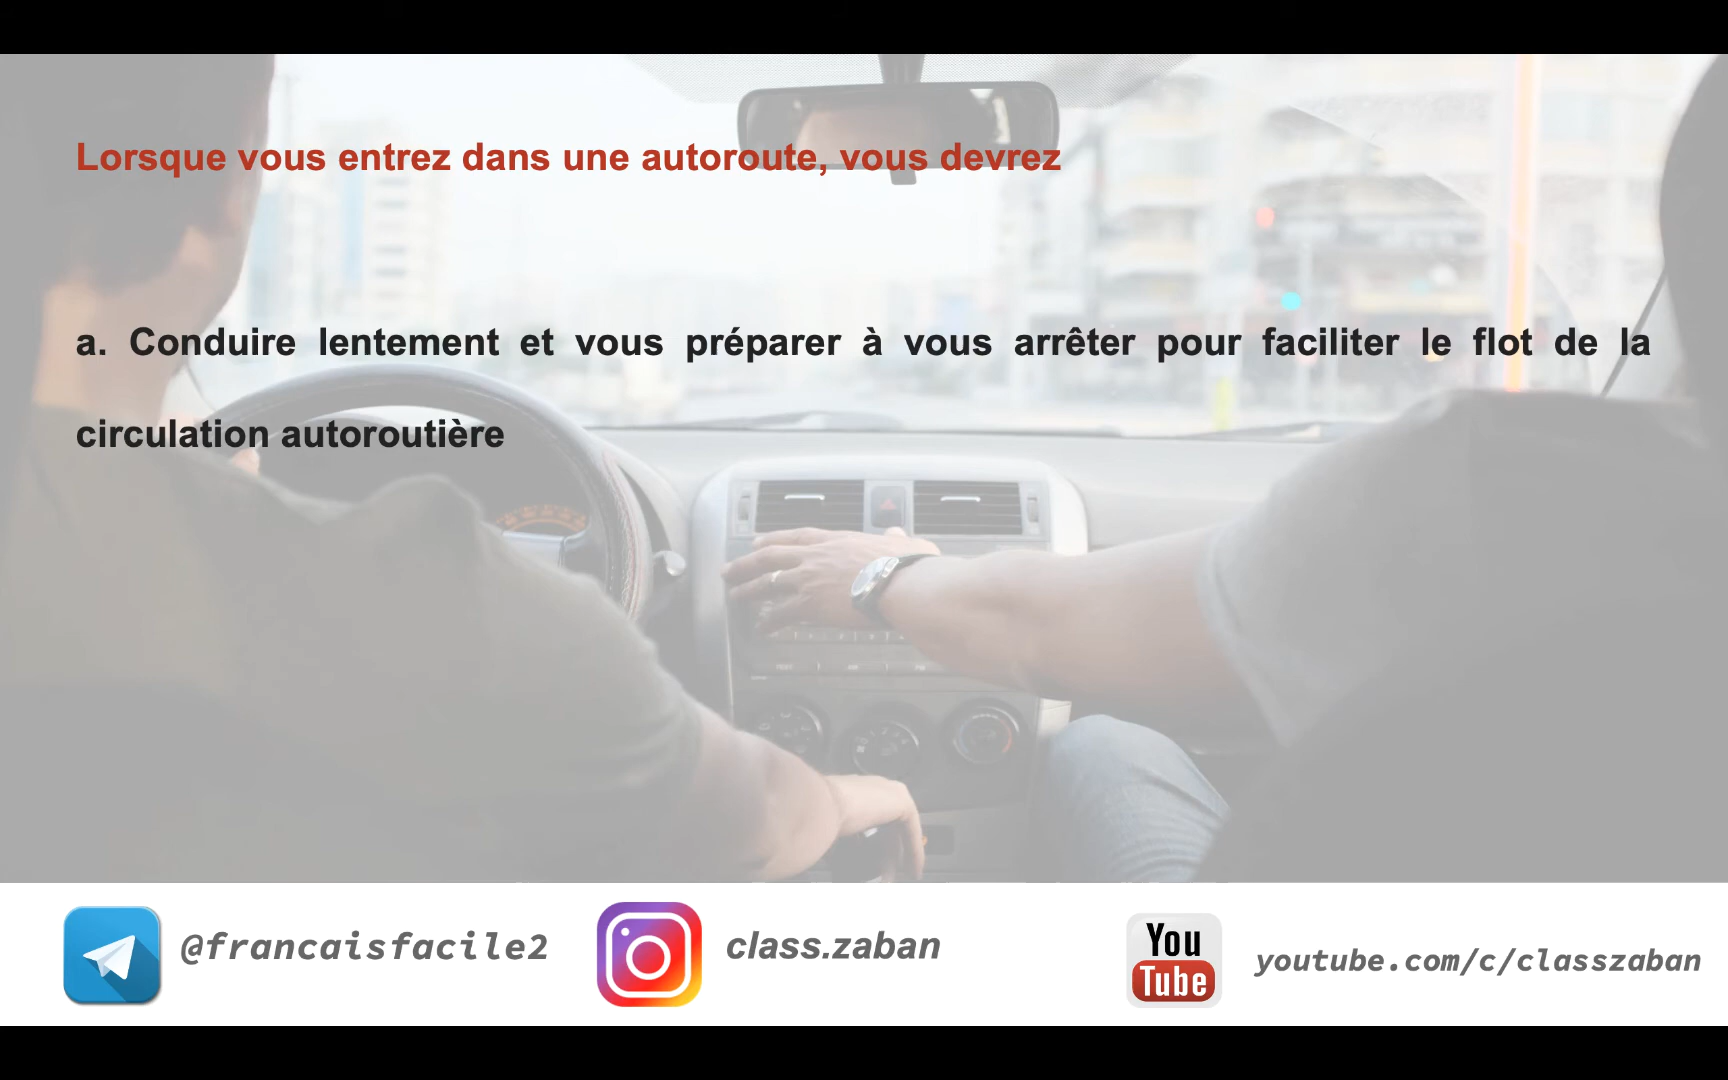 Lorsque vous entrez dans une autoroute, vous devrez
a. Conduire lentement et vous préparer à vous arrêter pour faciliter le flot de la
circulation autoroutière
@francaisfacile2
class.zaban
You
Tube
youtube.com/c/classzaban